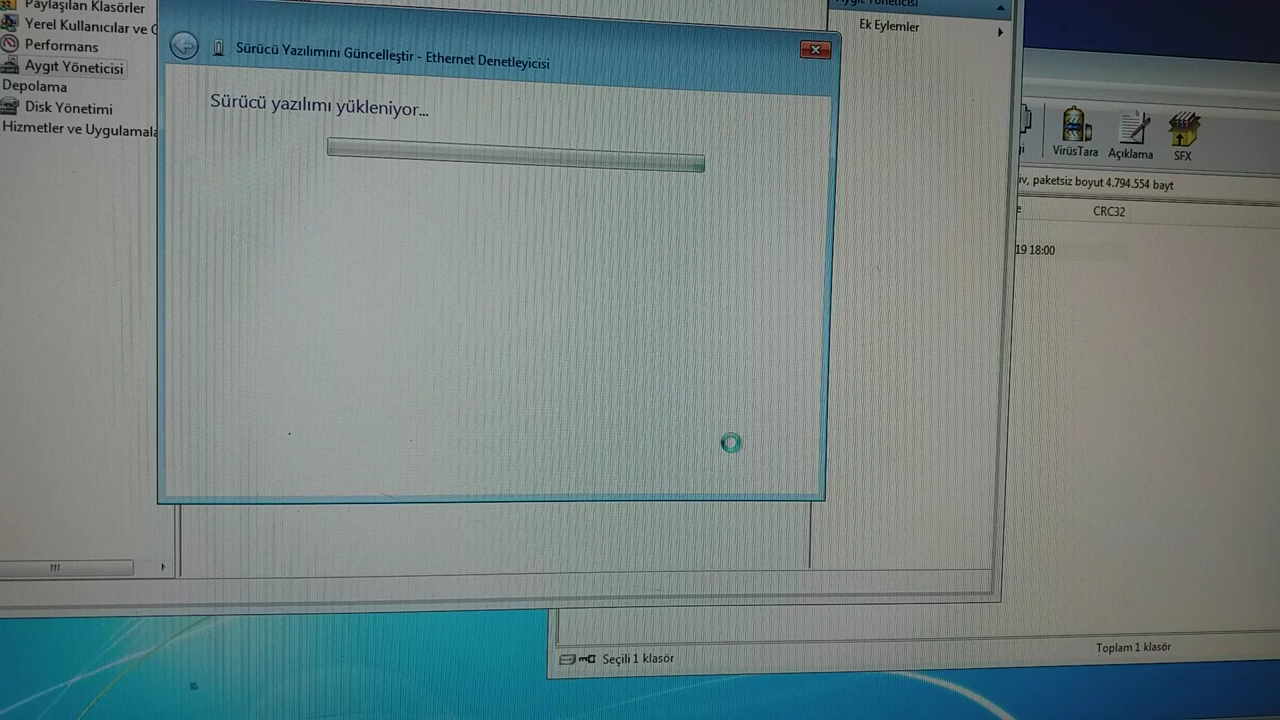 Paylaşılan Klasörler
Yerel Kullanıcılar ve G
Performans
Aygıt Yöneticisi
Depolama
Disk Yönetimi
Hizmetler ve Uygulamala
Sürücü Yazılımını Güncelleştir - Ethernet Denetleyicisi
Sürücü yazılımı yükleniyor...
Aygıt Yöneticisi
Ek Eylemler
VirüsTara
Açıklama
SFX
iv, paketsiz boyut 4.794.554 bayt
CRC32
19 18:00
Seçili 1 klasör
Toplam 1 klasör